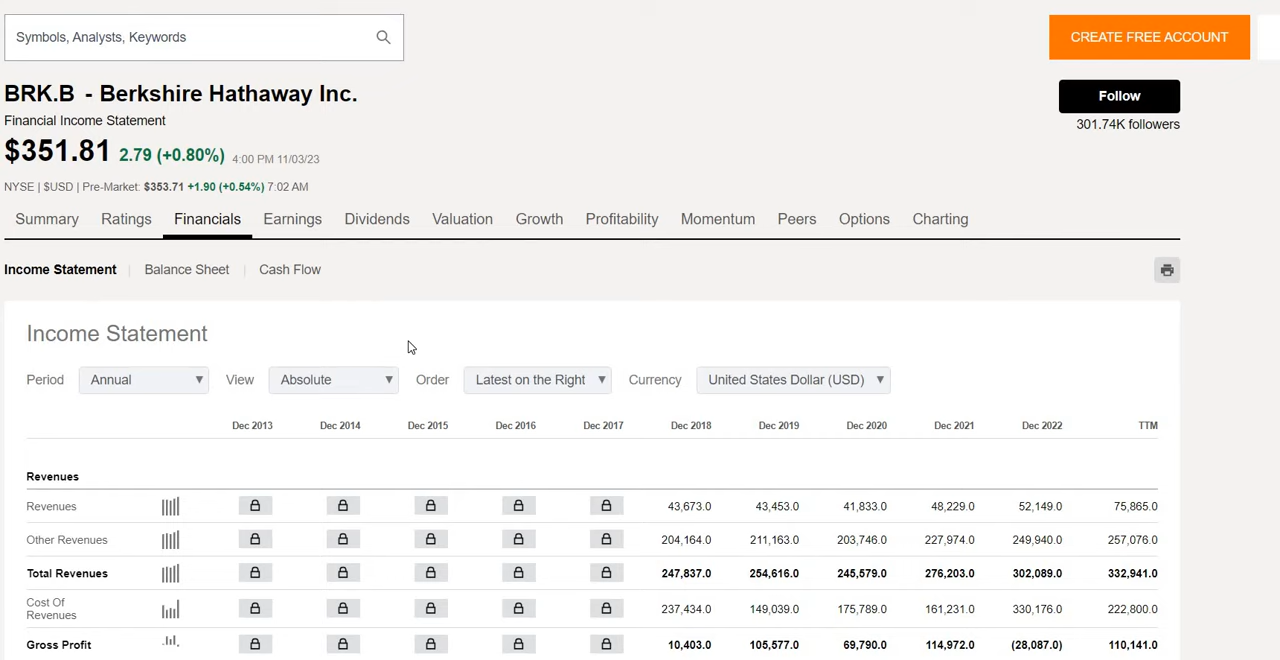 Symbols, Analysts, Keywords
CREATE FREE ACCOUNT
BRK.B - Berkshire Hathaway Inc.
Follow
Financial Income Statement
301.74K followers
$351.81 2.79 (+0.80%) 4:00 PM 11/03/23
NYSE | $USD | Pre-Market: $353.71 +1.90 (+0.54%) 7:02 AM
Summary Ratings Financials Earnings Dividends Valuation Growth Profitability Momentum Peers Options Charting
Income Statement | Balance Sheet | Cash Flow
Income Statement
Period Annual View Absolute Order Latest on the Right Currency United States Dollar (USD)
Dec 2013 Dec 2014 Dec 2015 Dec 2016 Dec 2017 Dec 2018 Dec 2019 Dec 2020 Dec 2021 Dec 2022 TTM
Revenues
Revenues 43,673.0 43,453.0 41,833.0 48,229.0 52,149.0 75,865.0
Other Revenues 204,164.0 211,163.0 203,746.0 227,974.0 249,940.0 257,076.0
Total Revenues 247,837.0 254,616.0 245,579.0 276,203.0 302,089.0 332,941.0
Cost Of
Revenues 237,434.0 149,039.0 175,789.0 161,231.0 330,176.0 222,800.0
Gross Profit 10,403.0 105,577.0 69,790.0 114,972.0 (28,087.0) 110,141.0